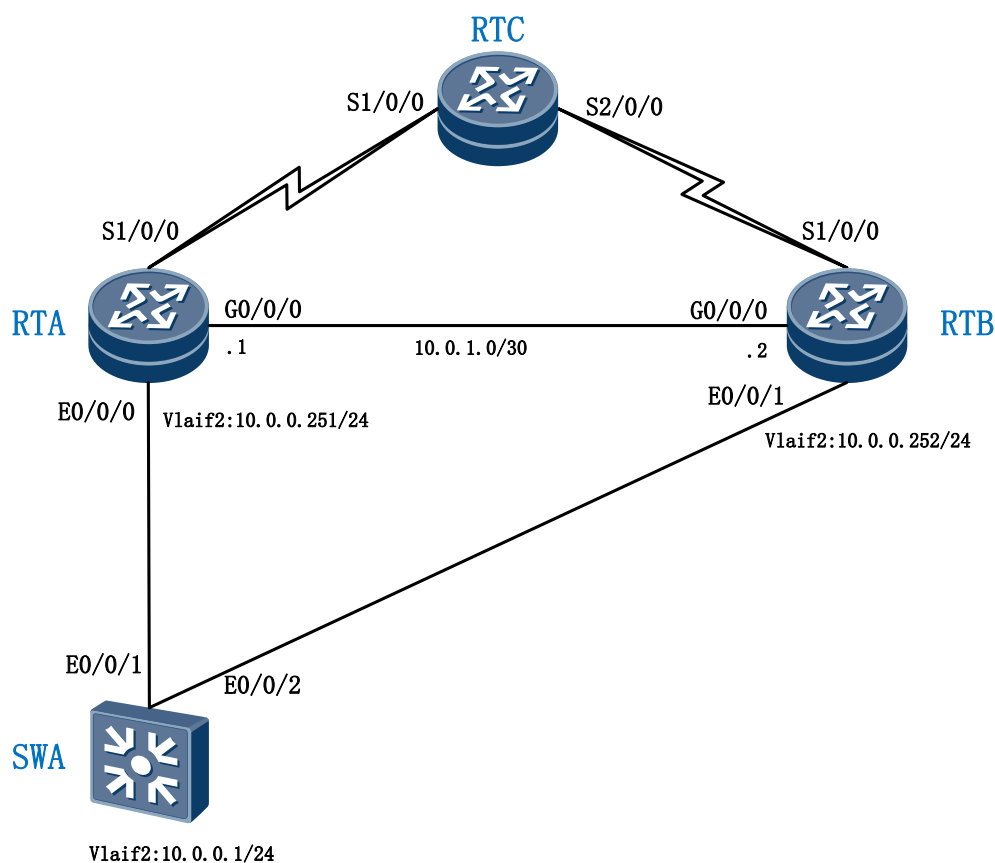 RTC
S1/0/0
S2/0/0
S1/0/0
S1/0/0
RTA
G0/0/0
G0/0/0
RTB
.1
10.0.1.0/30
.2
E0/0/0
Vlaif2:10.0.0.251/24
E0/0/1
Vlaif2:10.0.0.252/24
E0/0/1
E0/0/2
SWA
Vlaif2:10.0.0.1/24